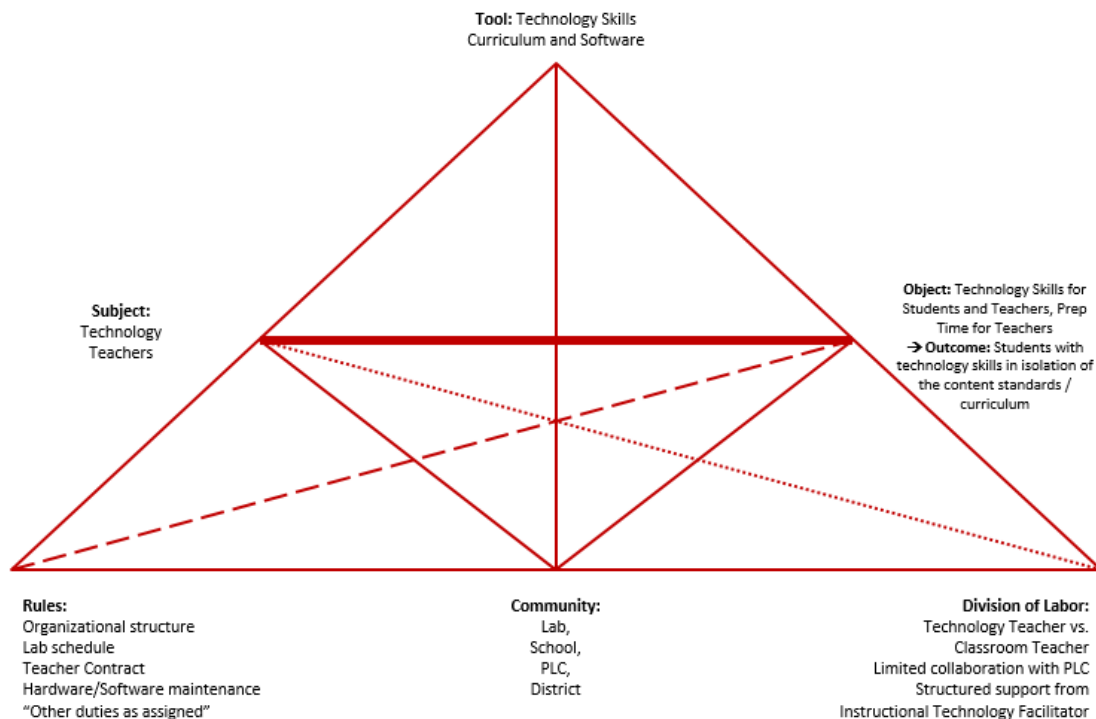 Tool: Technology Skills
Curriculum and Software
Subject:
Technology
Teachers
Object: Technology Skills for
Students and Teachers, Prep
Time for Teachers
→ Outcome: Students with
technology skills in isolation of
the content standards /
curriculum
Rules:
Organizational structure
Lab schedule
Teacher Contract
Hardware/Software maintenance
“Other duties as assigned”
Community:
Lab,
School,
PLC,
District
Division of Labor:
Technology Teacher vs.
Classroom Teacher
Limited collaboration with PLC
Structured support from
Instructional Technology Facilitator